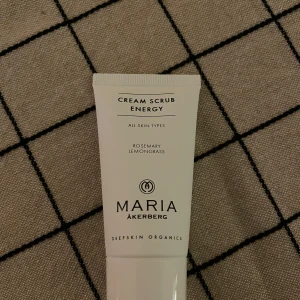 CREAM SCRUB
ENERGY
ALL SKIN TYPES
ROSEMARY
LEMONGRASS
MARIA
ÅKERBERG
DEEPSKIN ORGANICS